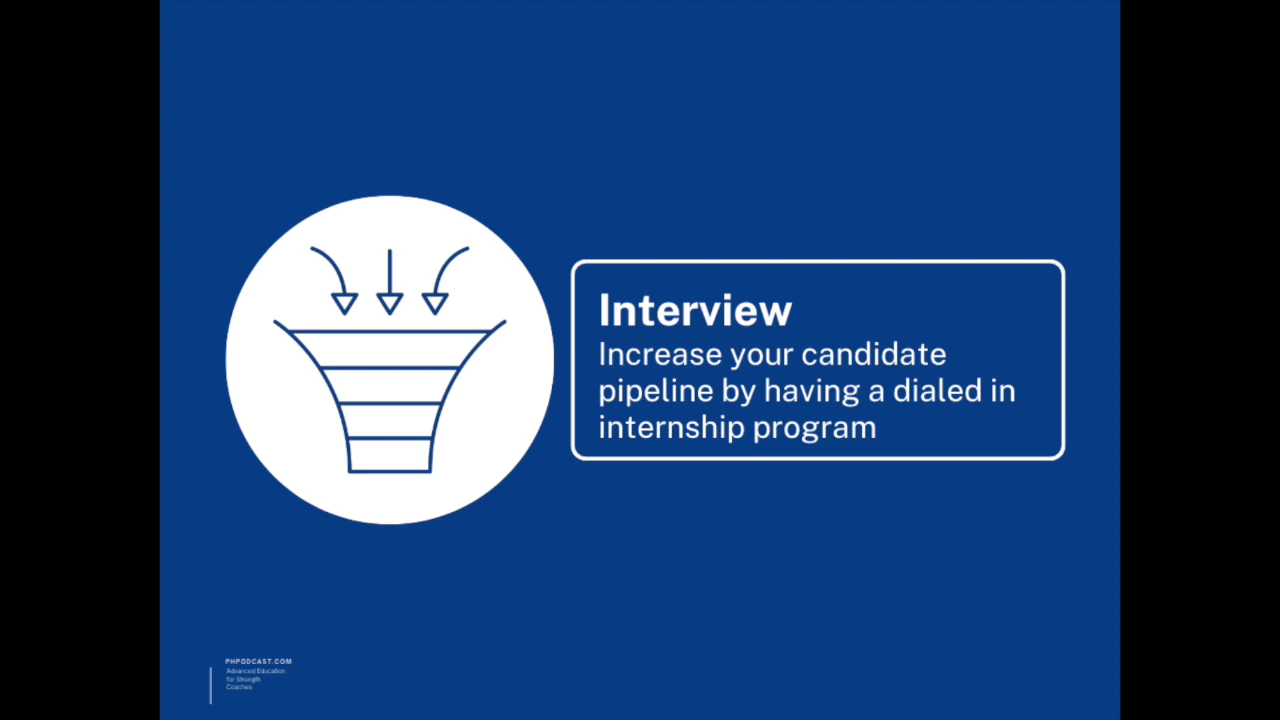 Interview
Increase your candidate
pipeline by having a dialed in
internship program
PHPODCAST.COM
Advanced Education
for Strength
Coaches